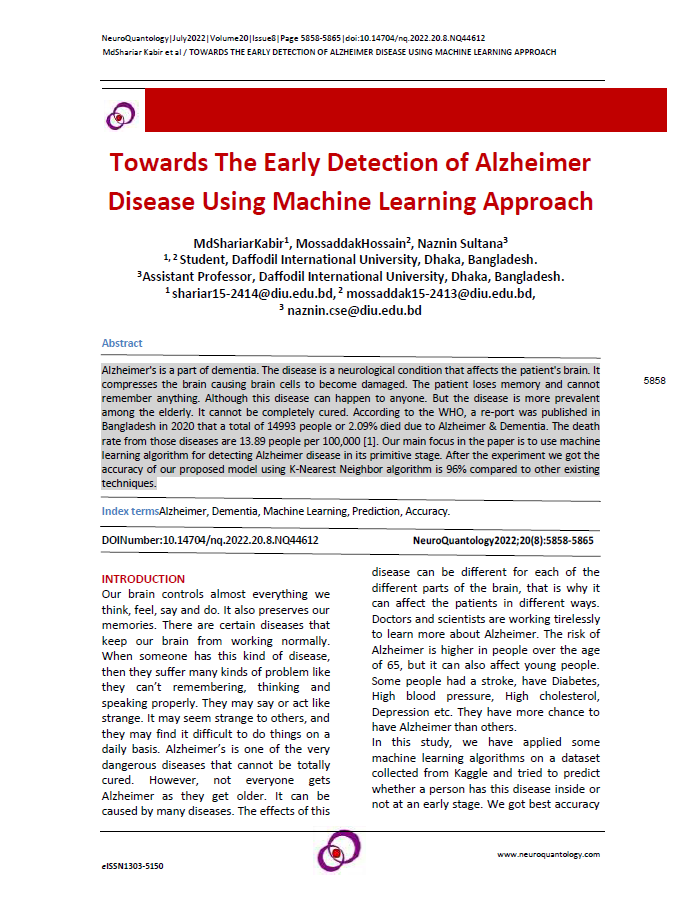 NeuroQuantology|July2022|Volume20|Issue8|Page 5858-5865|doi:10.14704/nq.2022.20.8.NQ44612
MdShariar Kabir et al / TOWARDS THE EARLY DETECTION OF ALZHEIMER DISEASE USING MACHINE LEARNING APPROACH
Towards The Early Detection of Alzheimer
Disease Using Machine Learning Approach
MdShariarKabir1, MossaddakHossain2, Naznin Sultana3
1, 2 Student, Daffodil International University, Dhaka, Bangladesh.
3Assistant Professor, Daffodil International University, Dhaka, Bangladesh.
1 shariar15-2414@diu.edu.bd, 2 mossaddak15-2413@diu.edu.bd,
3 naznin.cse@diu.edu.bd
Abstract
Alzheimer's is a part of dementia. The disease is a neurological condition that affects the patient's brain. It
compresses the brain causing brain cells to become damaged. The patient loses memory and cannot
remember anything. Although this disease can happen to anyone. But the disease is more prevalent
among the elderly. It cannot be completely cured. According to the WHO, a re-port was published in
Bangladesh in 2020 that a total of 14993 people or 2.09% died due to Alzheimer & Dementia. The death
rate from those diseases are 13.89 people per 100,000 [1]. Our main focus in the paper is to use machine
learning algorithm for detecting Alzheimer disease in its primitive stage. After the experiment we got the
accuracy of our proposed model using K-Nearest Neighbor algorithm is 96% compared to other existing
techniques.
5858
Index termsAlzheimer, Dementia, Machine Learning, Prediction, Accuracy.
DOINumber:10.14704/nq.2022.20.8.NQ44612 NeuroQuantology2022;20(8):5858-5865
INTRODUCTION
Our brain controls almost everything we
think, feel, say and do. It also preserves our
memories. There are certain diseases that
keep our brain from working normally.
When someone has this kind of disease,
then they suffer many kinds of problem like
they can't remembering, thinking and
speaking properly. They may say or act like
strange. It may seem strange to others, and
they may find it difficult to do things on a
daily basis. Alzheimer's is one of the very
dangerous diseases that cannot be totally
cured. However, not everyone gets
Alzheimer as they get older. It can be
caused by many diseases. The effects of this
disease can be different for each of the
different parts of the brain, that is why it
can affect the patients in different ways.
Doctors and scientists are working tirelessly
to learn more about Alzheimer. The risk of
Alzheimer is higher in people over the age
of 65, but it can also affect young people.
Some people had a stroke, have Diabetes,
High blood pressure, High cholesterol,
Depression etc. They have more chance to
have Alzheimer than others.
In this study, we have applied some
machine learning algorithms on a dataset
collected from Kaggle and tried to predict
whether a person has this disease inside or
not at an early stage. We got best accuracy
www.neuroquantology.com
eISSN1303-5150